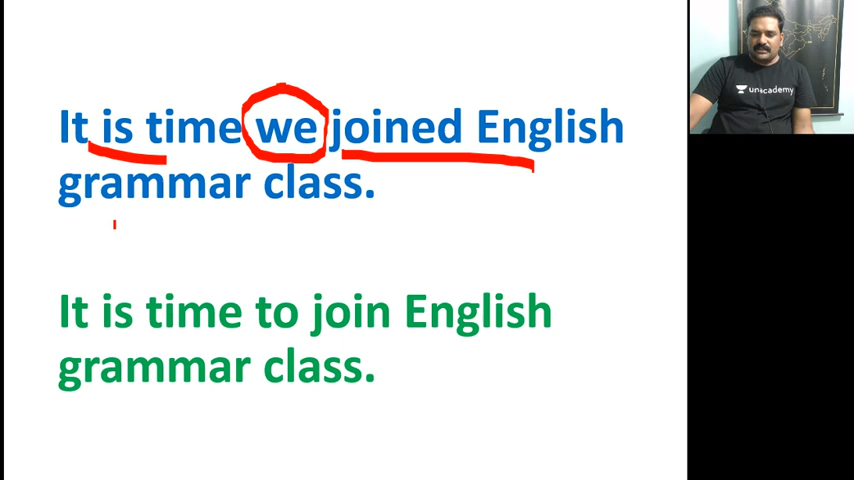 It is time we joined English
grammar class.
It is time to join English
grammar class.
unacademy